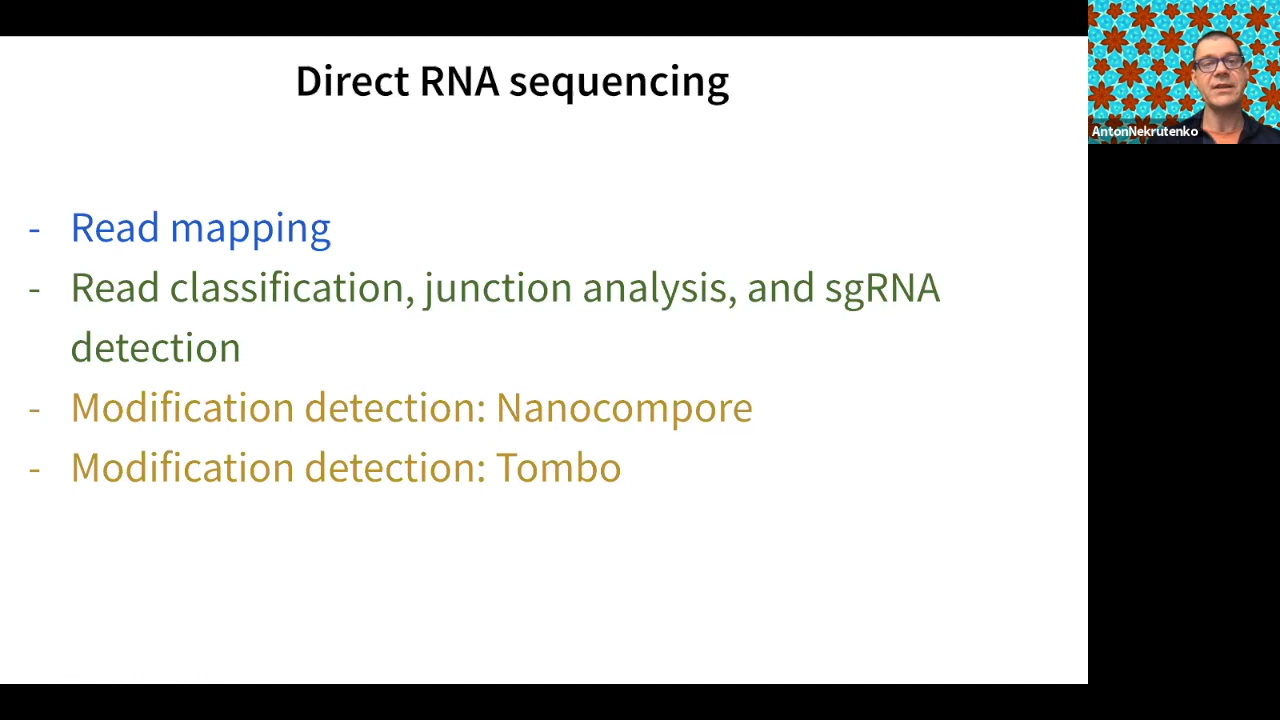 Direct RNA sequencing
AntonNekrutenko
- Read mapping
- Read classification, junction analysis, and sgRNA
detection
- Modification detection: Nanocompore
- Modification detection: Tombo